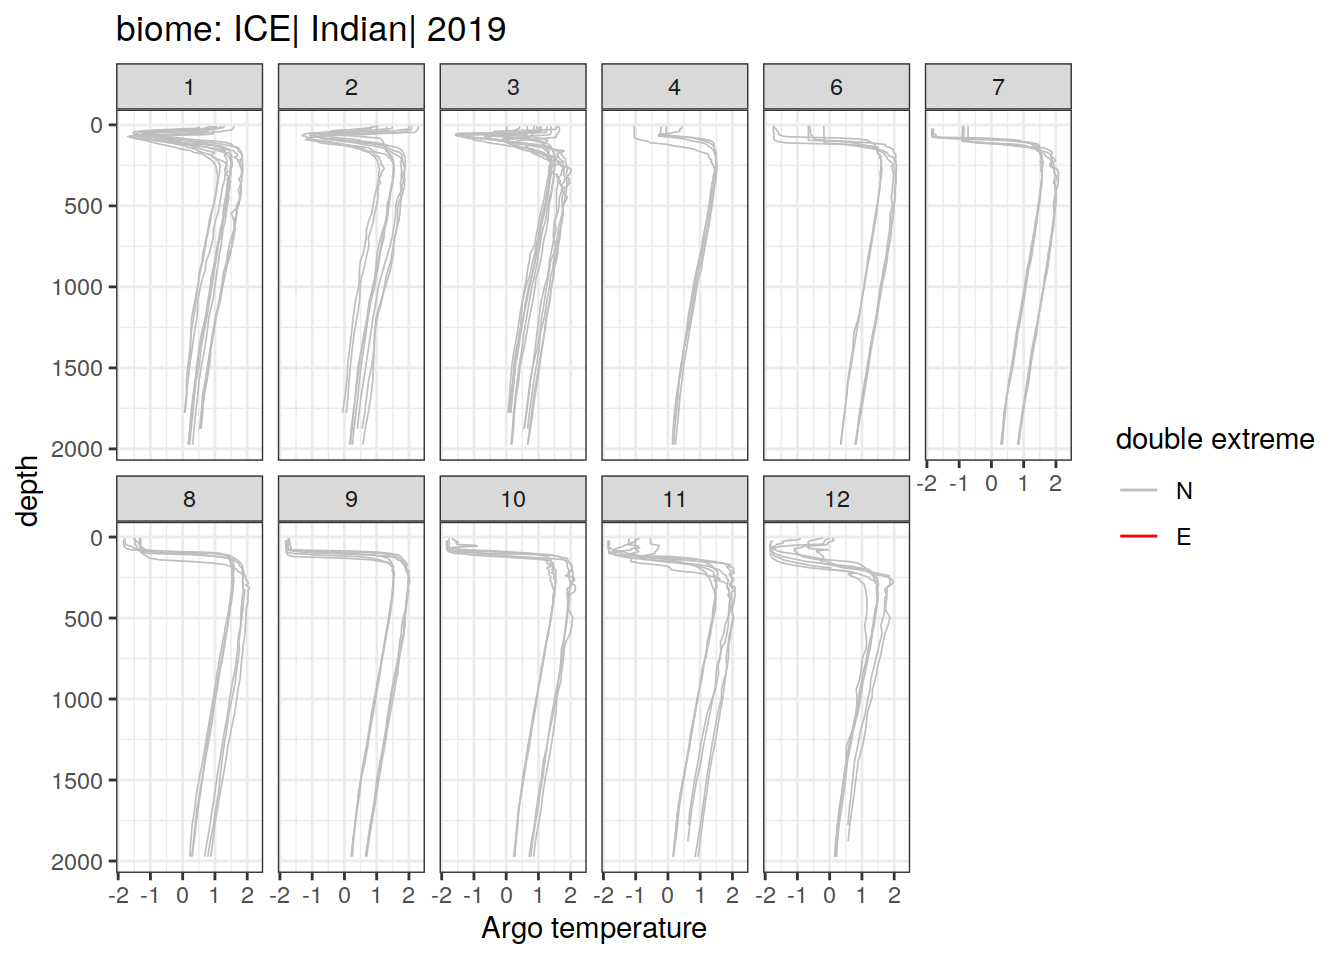 biome: ICE| Indian| 2019
1 2 3 4 6 7
0
500
1000
1500
2000
-2 -1 0 1 2
depth
double extreme
N
E
8 9 10 11 12
0
500
1000
1500
2000
-2 -1 0 1 2 -2 -1 0 1 2 -2 -1 0 1 2 -2 -1 0 1 2 -2 -1 0 1 2
Argo temperature